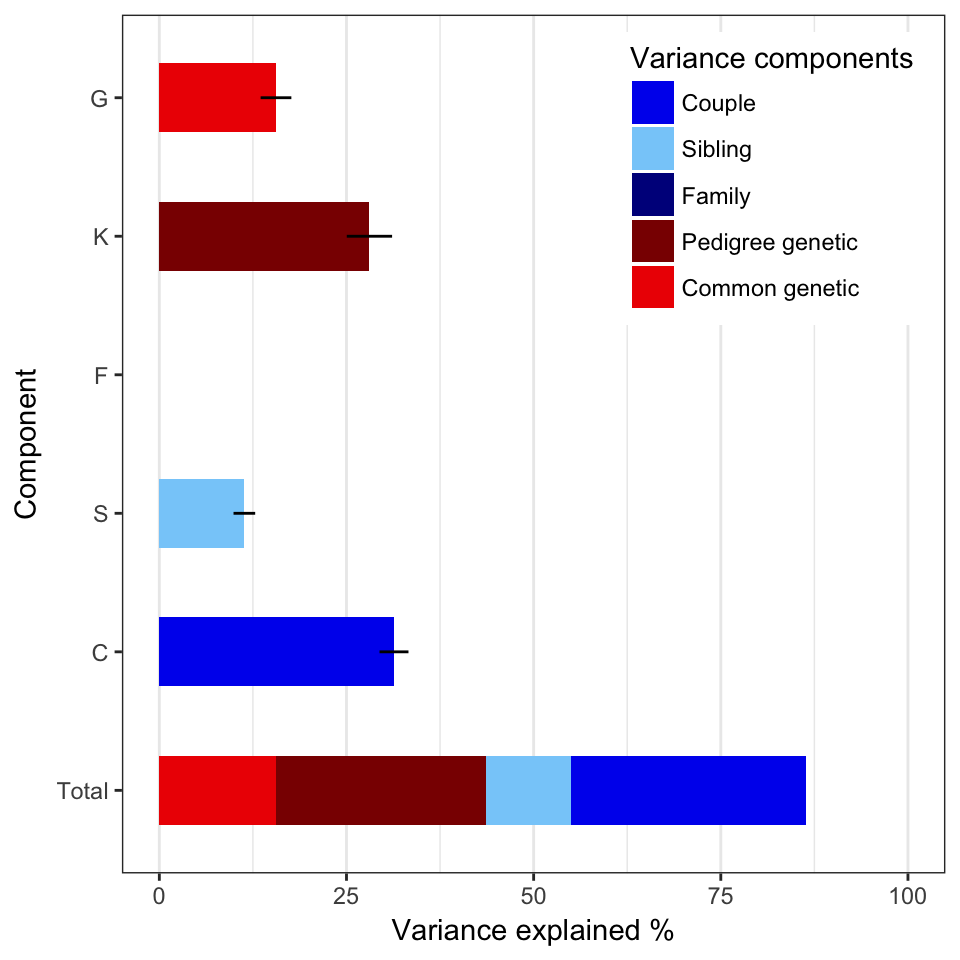 Variance components
Couple
Sibling
Family
Pedigree genetic
Common genetic
G
K
F
S
C
Total
Component
0 25 50 75 100
Variance explained %